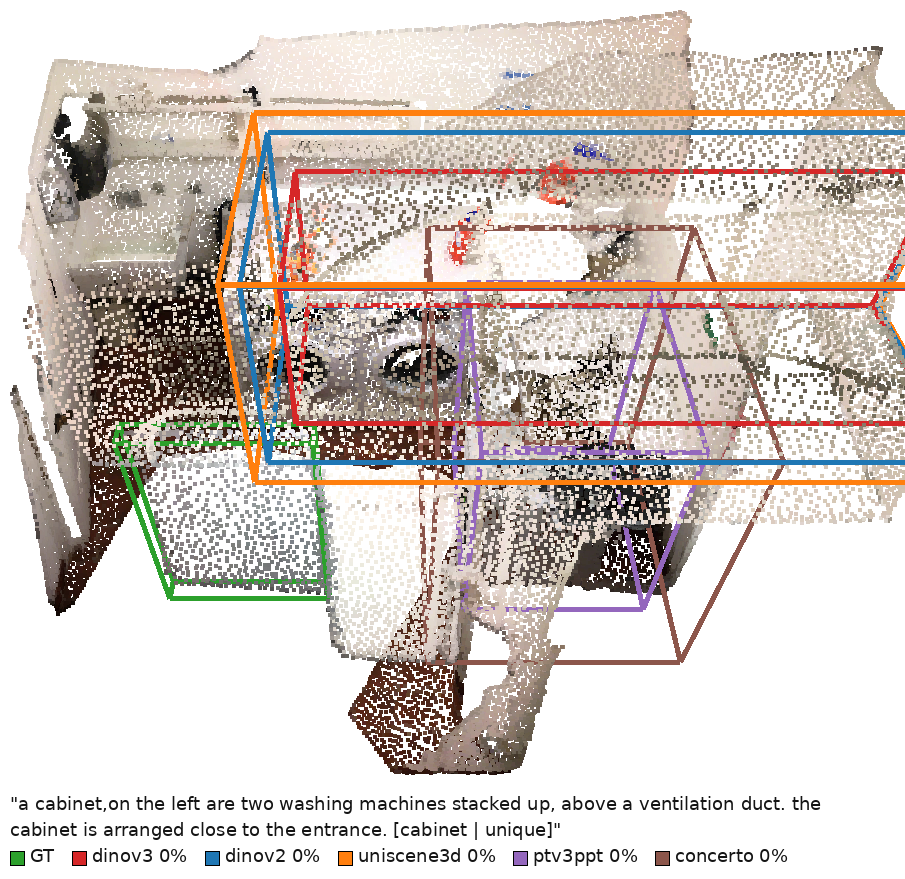 "a cabinet,on the left are two washing machines stacked up, above a ventilation duct. the
cabinet is arranged close to the entrance. [cabinet | unique]"
GT dinov3 0% dinov2 0% uniscene3d 0% ptv3ppt 0% concerto 0%